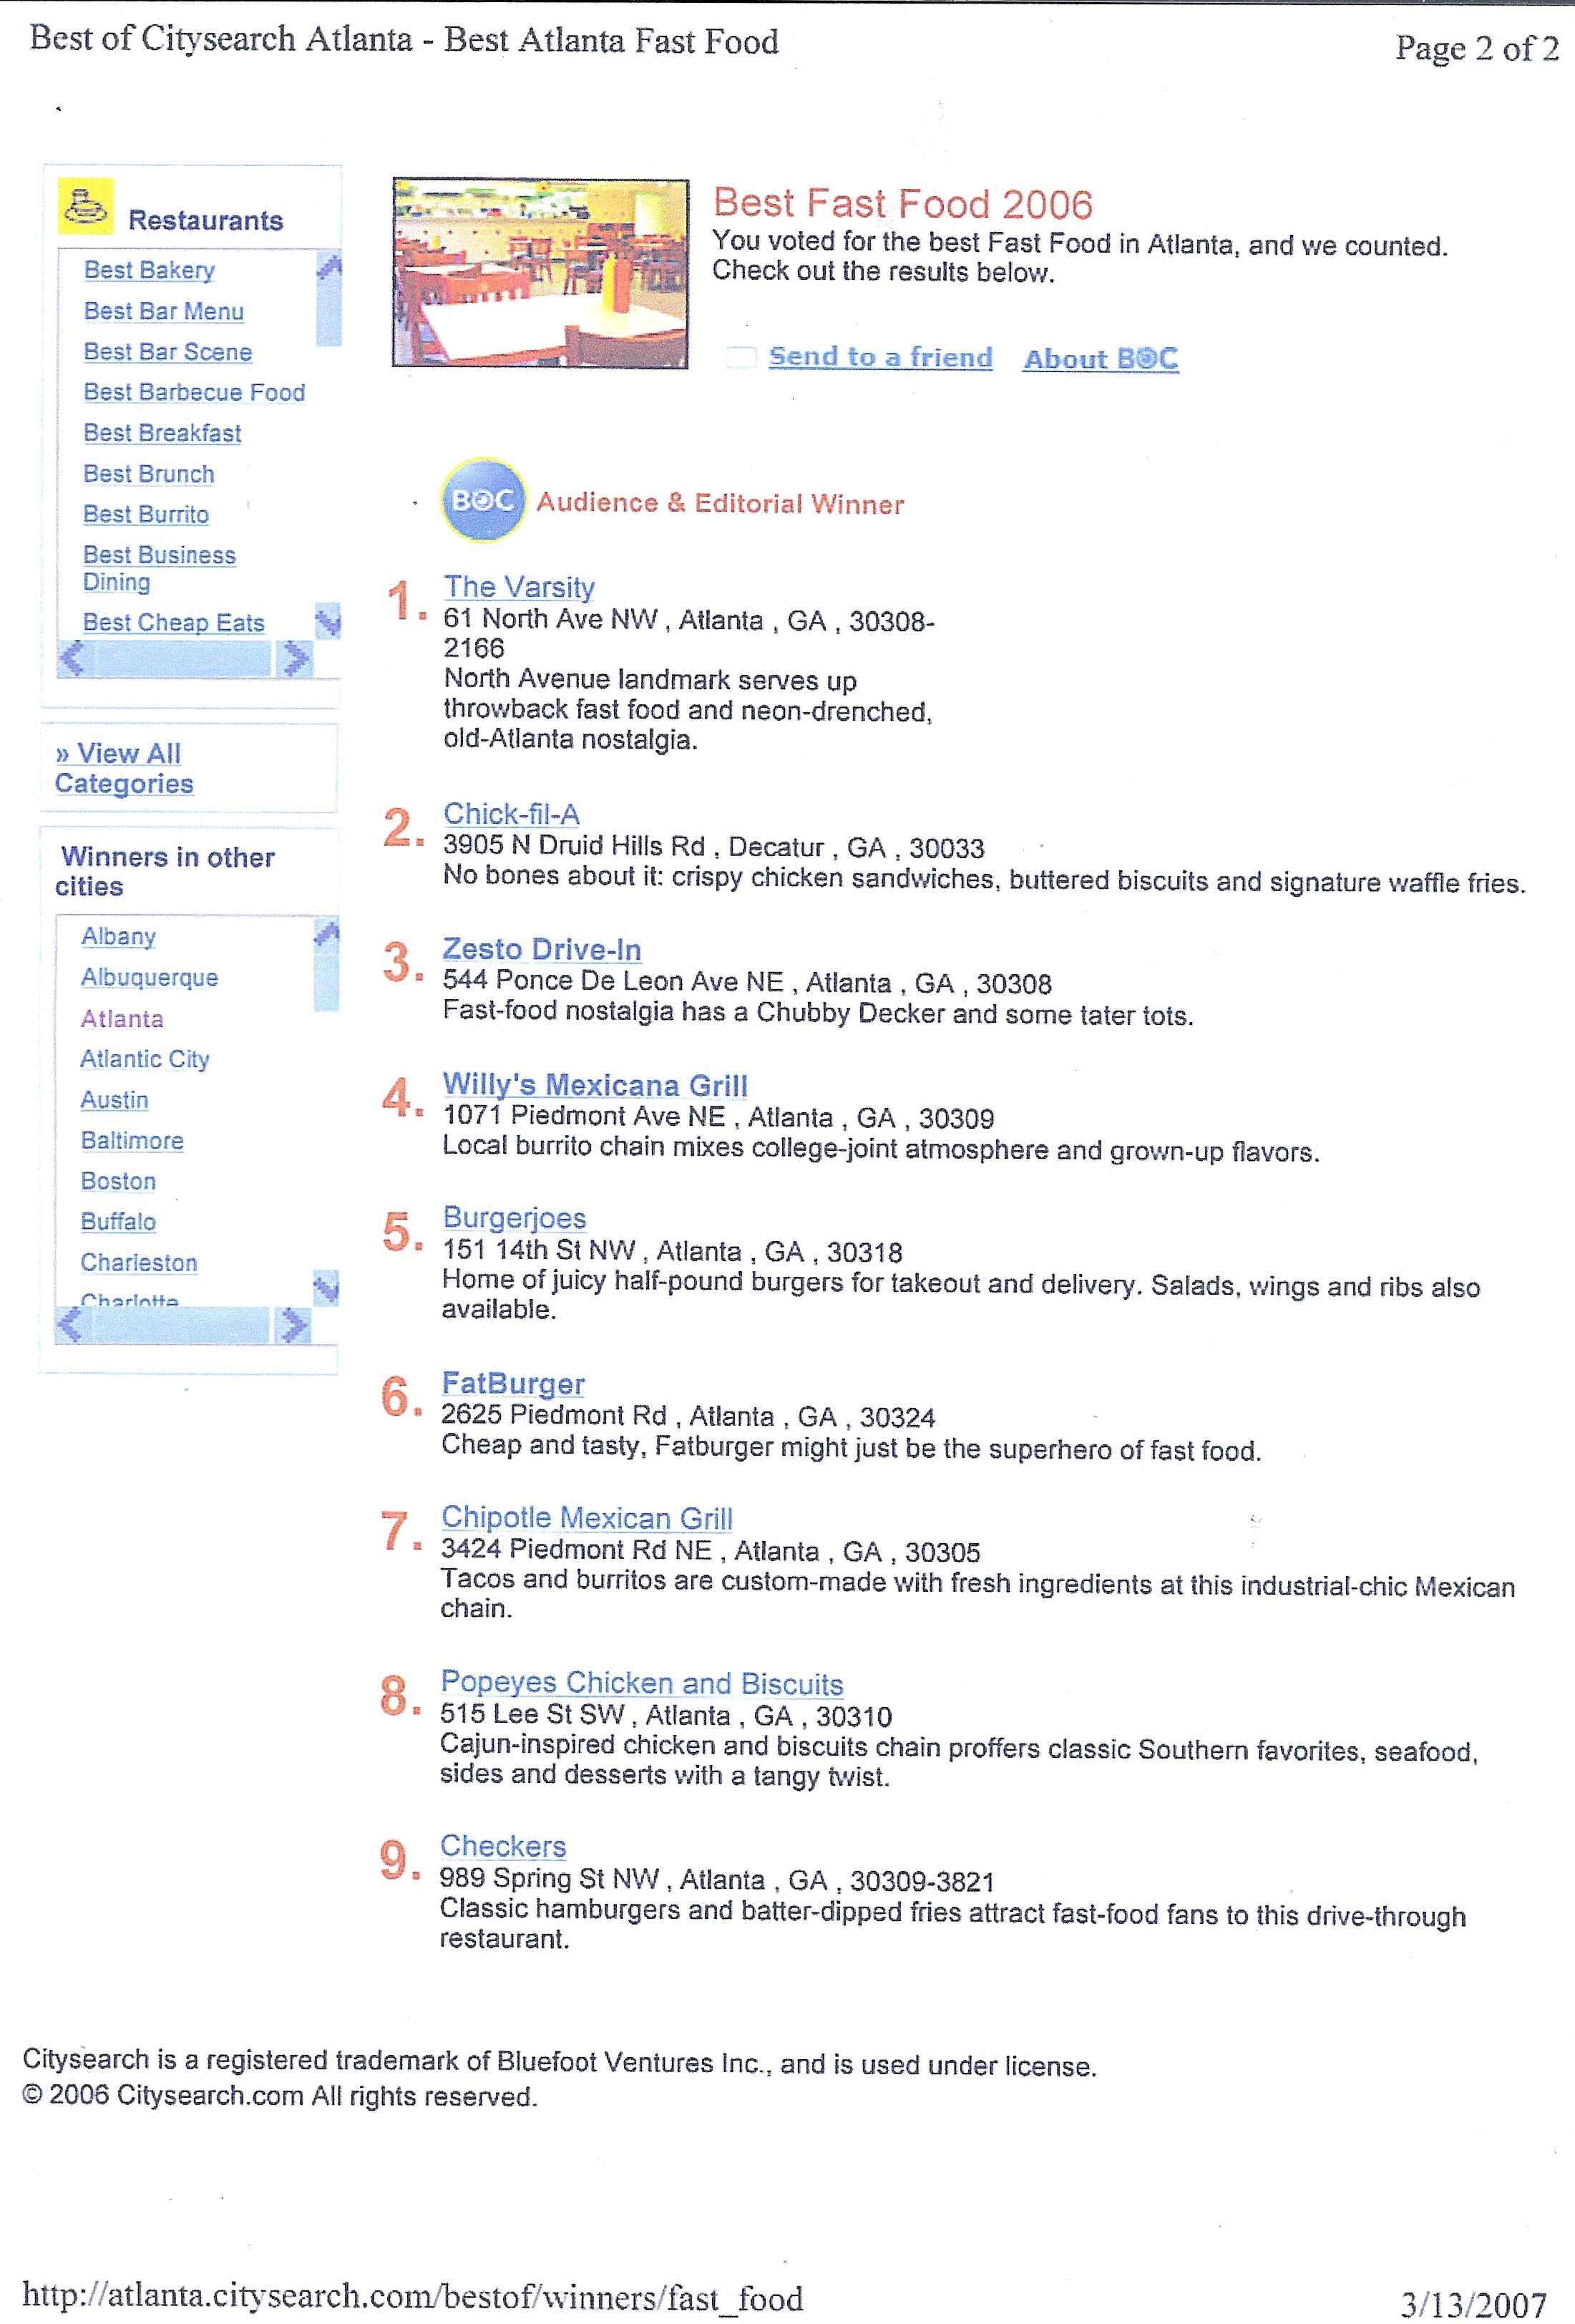 Best of Citysearch Atlanta - Best Atlanta Fast Food
Page 2 of 2
Restaurants
Best Bakery
Best Bar Menu
Best Bar Scene
Best Barbecue Food
Best Breakfast
Best Brunch
Best Burrito
Best Business
Dining
Best Cheap Eats
» View All
Categories
Winners in other
cities
Albany
Albuquerque
Atlanta
Atlantic City
Austin
Baltimore
Boston
Buffalo
Charleston
Charlotte
Best Fast Food 2006
You voted for the best Fast Food in Atlanta, and we counted.
Check out the results below.
Send to a friend About BOC
BOC Audience & Editorial Winner
1. The Varsity
61 North Ave NW , Atlanta , GA , 30308-
2166
North Avenue landmark serves up
throwback fast food and neon-drenched,
old-Atlanta nostalgia.
2. Chick-fil-A
3905 N Druid Hills Rd , Decatur , GA , 30033
No bones about it: crispy chicken sandwiches, buttered biscuits and signature waffle fries.
3. Zesto Drive-In
544 Ponce De Leon Ave NE , Atlanta , GA , 30308
Fast-food nostalgia has a Chubby Decker and some tater tots.
4. Willy's Mexicana Grill
1071 Piedmont Ave NE , Atlanta , GA , 30309
Local burrito chain mixes college-joint atmosphere and grown-up flavors.
5. Burgerjoes
151 14th St NW , Atlanta , GA , 30318
Home of juicy half-pound burgers for takeout and delivery. Salads, wings and ribs also
available.
6. FatBurger
2625 Piedmont Rd , Atlanta , GA , 30324
Cheap and tasty, Fatburger might just be the superhero of fast food.
7. Chipotle Mexican Grill
3424 Piedmont Rd NE , Atlanta , GA , 30305
Tacos and burritos are custom-made with fresh ingredients at this industrial-chic Mexican
chain.
8. Popeyes Chicken and Biscuits
515 Lee St SW , Atlanta , GA , 30310
Cajun-inspired chicken and biscuits chain proffers classic Southern favorites, seafood,
sides and desserts with a tangy twist.
9. Checkers
989 Spring St NW , Atlanta , GA , 30309-3821
Classic hamburgers and batter-dipped fries attract fast-food fans to this drive-through
restaurant.
Citysearch is a registered trademark of Bluefoot Ventures Inc., and is used under license.
© 2006 Citysearch.com All rights reserved.
http://atlanta.citysearch.com/bestof/winners/fast_food
3/13/2007